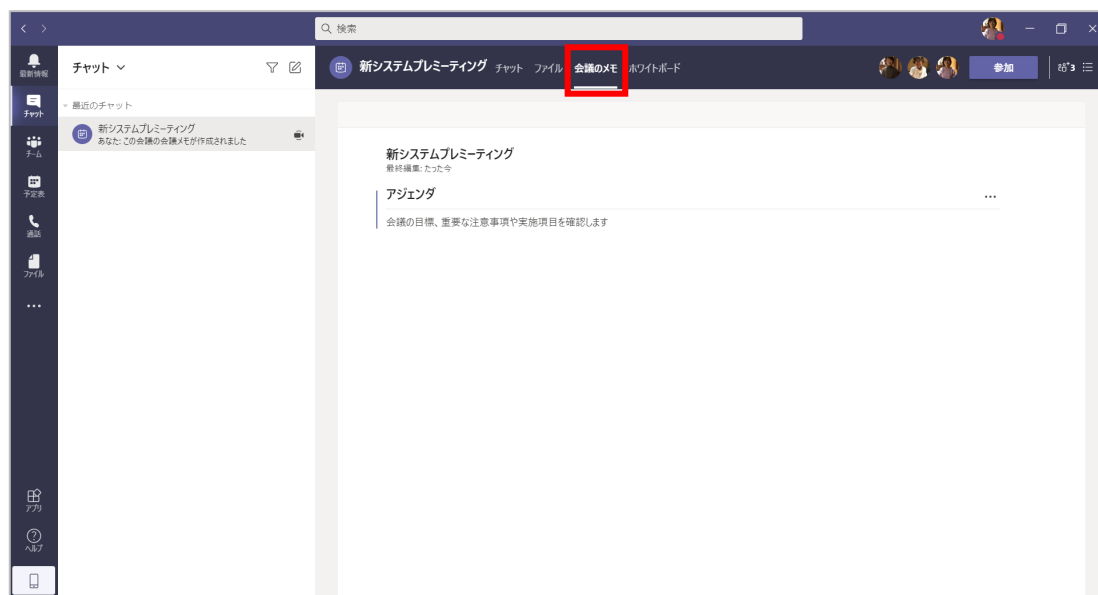 検索
最新情報
チャット
チーム
予定表
通話
ファイル
アプリ
ヘルプ
チャット
最近のチャット
新システムプレミーティング
あなた: この会議の会議メモが作成されました
新システムプレミーティング チャット ファイル 会議のメモ ホワイトボード
参加
3
新システムプレミーティング
最終編集: たった今
アジェンダ
会議の目標、重要な注意事項や実施項目を確認します